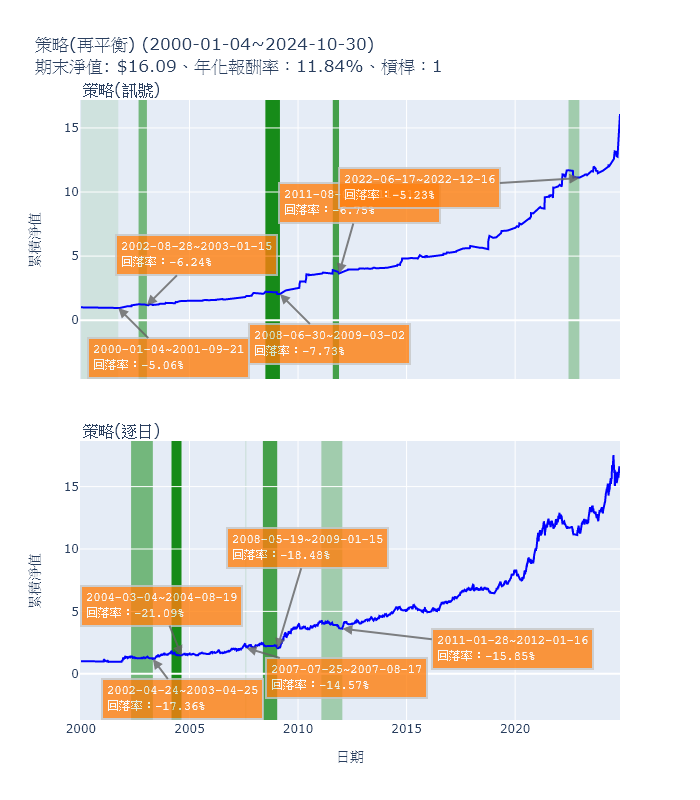 策略(再平衡) (2000-01-04~2024-10-30)
期末淨值: $16.09、年化報酬率：11.84%、槓桿：1
策略(訊號)
15
10
5
0
累積淨值
2022-06-17~2022-12-16
回落率：-5.23%
2011-08-
回落率：-6.75%
2002-08-28~2003-01-15
回落率：-6.24%
2008-06-30~2009-03-02
回落率：-7.73%
2000-01-04~2001-09-21
回落率：-5.06%
策略(逐日)
15
10
5
0
累積淨值
2008-05-19~2009-01-15
回落率：-18.48%
2004-03-04~2004-08-19
回落率：-21.09%
2011-01-28~2012-01-16
回落率：-15.85%
2007-07-25~2007-08-17
回落率：-14.57%
2002-04-24~2003-04-25
回落率：-17.36%
2000
2005
2010
2015
2020
日期